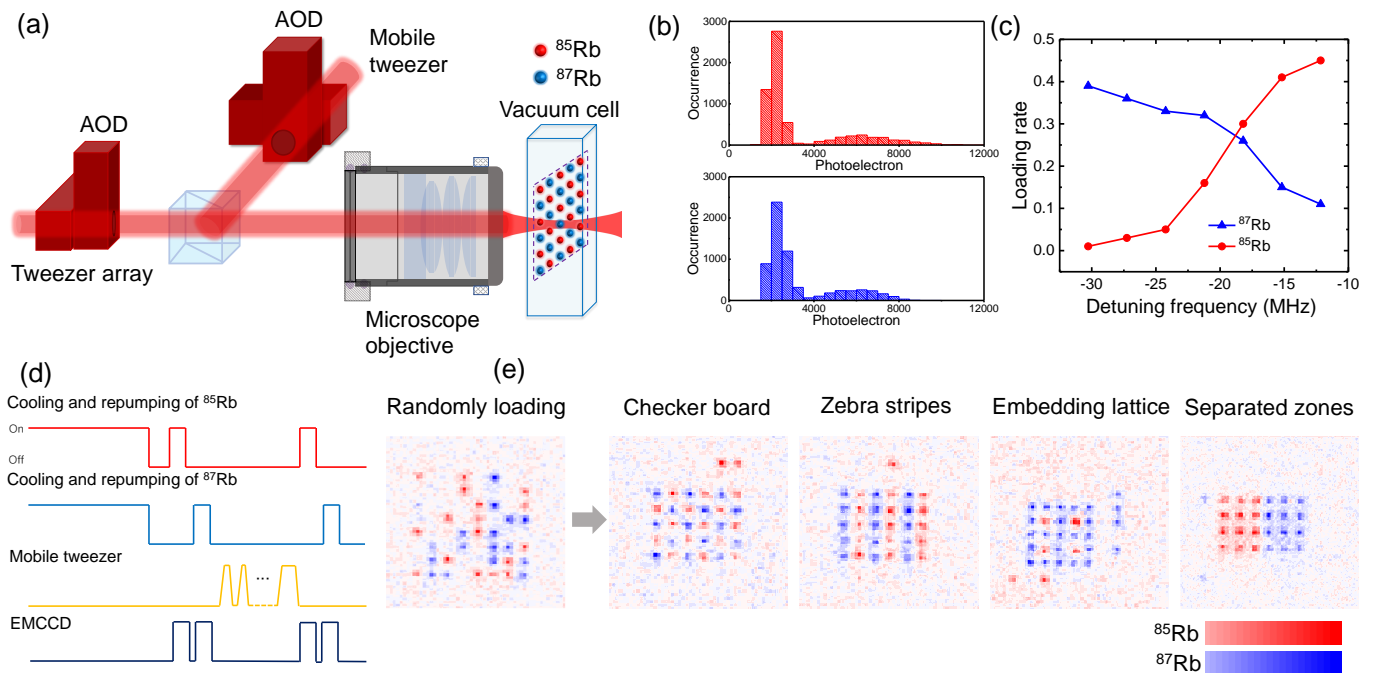 (a)
AOD
Mobile
tweezer
AOD
Tweezer array
⁸⁵Rb
⁸⁷Rb
Vacuum cell
Microscope
objective
(b)
3000
2000
1000
0
Occurrence
0 4000 8000 12000
Photoelectron
3000
2000
1000
0
Occurrence
0 4000 8000 12000
Photoelectron
(c)
0.5
0.4
0.3
0.2
0.1
0.0
Loading rate
⁸⁷Rb
⁸⁵Rb
-30 -25 -20 -15 -10
Detuning frequency (MHz)
(d)
Cooling and repumping of ⁸⁵Rb
On
Off
Cooling and repumping of ⁸⁷Rb
Mobile tweezer
...
EMCCD
(e)
Randomly loading
Checker board
Zebra stripes
Embedding lattice
Separated zones
⁸⁵Rb
⁸⁷Rb